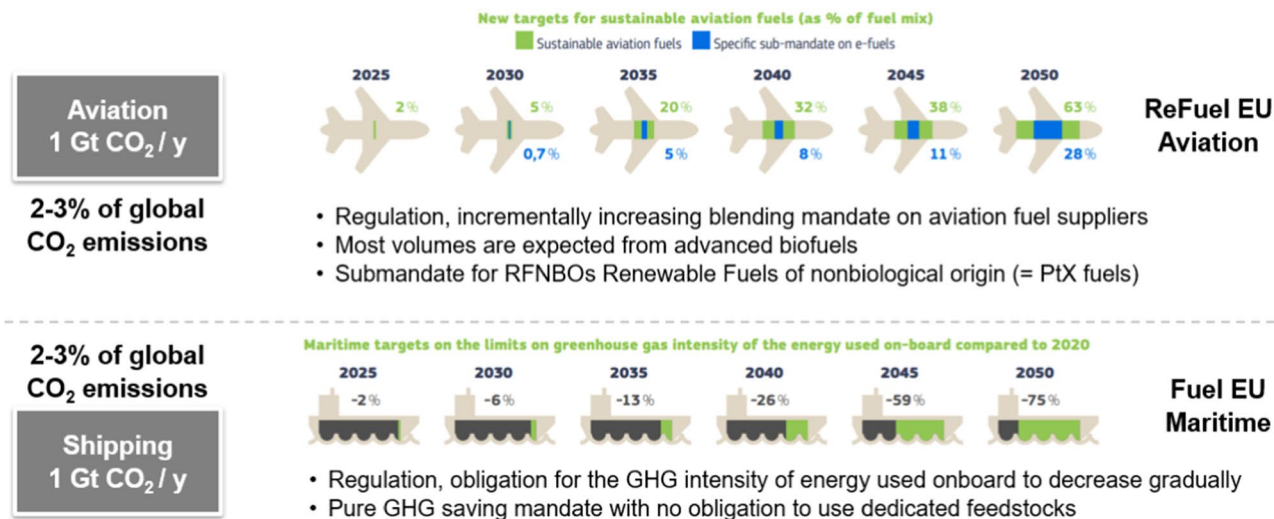 New targets for sustainable aviation fuels (as % of fuel mix)
Sustainable aviation fuels Specific sub-mandate on e-fuels
Aviation
1 Gt CO₂ / y
2-3% of global
CO₂ emissions
2025 2030 2035 2040 2045 2050
2% 5% 20% 32% 38% 63%
0,7% 5% 8% 11% 28%
ReFuel EU
Aviation
• Regulation, incrementally increasing blending mandate on aviation fuel suppliers
• Most volumes are expected from advanced biofuels
• Submandate for RFNBOs Renewable Fuels of nonbiological origin (= PtX fuels)
2-3% of global
CO₂ emissions
Shipping
1 Gt CO₂ / y
Maritime targets on the limits on greenhouse gas intensity of the energy used on-board compared to 2020
2025 2030 2035 2040 2045 2050
-2% -6% -13% -26% -59% -75%
Fuel EU
Maritime
• Regulation, obligation for the GHG intensity of energy used onboard to decrease gradually
• Pure GHG saving mandate with no obligation to use dedicated feedstocks